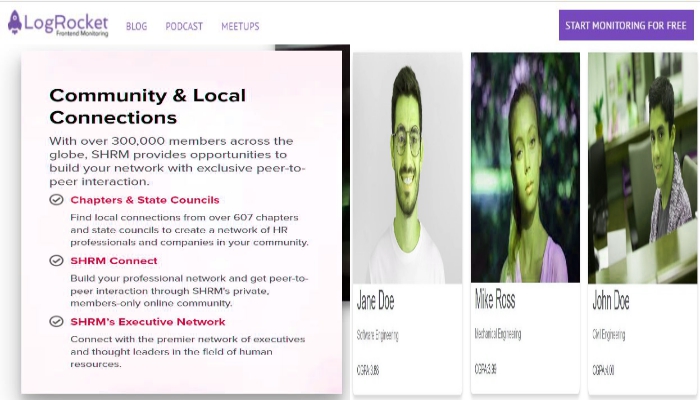 LogRocket
Frontend Monitoring
BLOG PODCAST MEETUPS
START MONITORING FOR FREE
Community & Local
Connections
With over 300,000 members across the
globe, SHRM provides opportunities to
build your network with exclusive peer-to-
peer interaction.
Chapters & State Councils
Find local connections from over 607 chapters
and state councils to create a network of HR
professionals and companies in your community.
SHRM Connect
Build your professional network and get peer-to-
peer interaction through SHRM's private,
members-only online community.
SHRM's Executive Network
Connect with the premier network of executives
and thought leaders in the field of human
resources.
Jane Doe
Software Engineering
CGPA:3.88
Mike Ross
Mechanical Engineering
CGPA:3.99
John Doe
Civil Engineering
CGPA:4.00